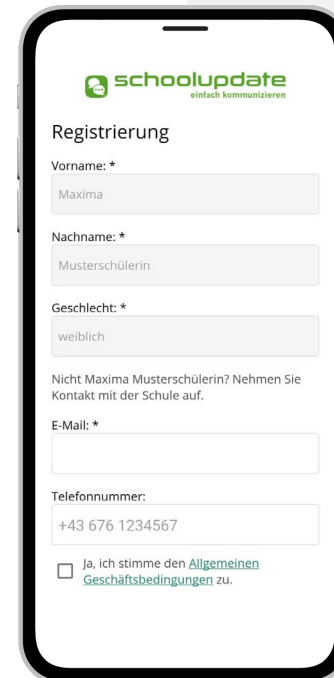 schoolupdate
einfach kommunizieren
Registrierung
Vorname: *
Maxima
Nachname: *
Musterschülerin
Geschlecht: *
weiblich
Nicht Maxima Musterschülerin? Nehmen Sie
Kontakt mit der Schule auf.
E-Mail: *
Telefonnummer:
+43 676 1234567
Ja, ich stimme den Allgemeinen
Geschäftsbedingungen zu.